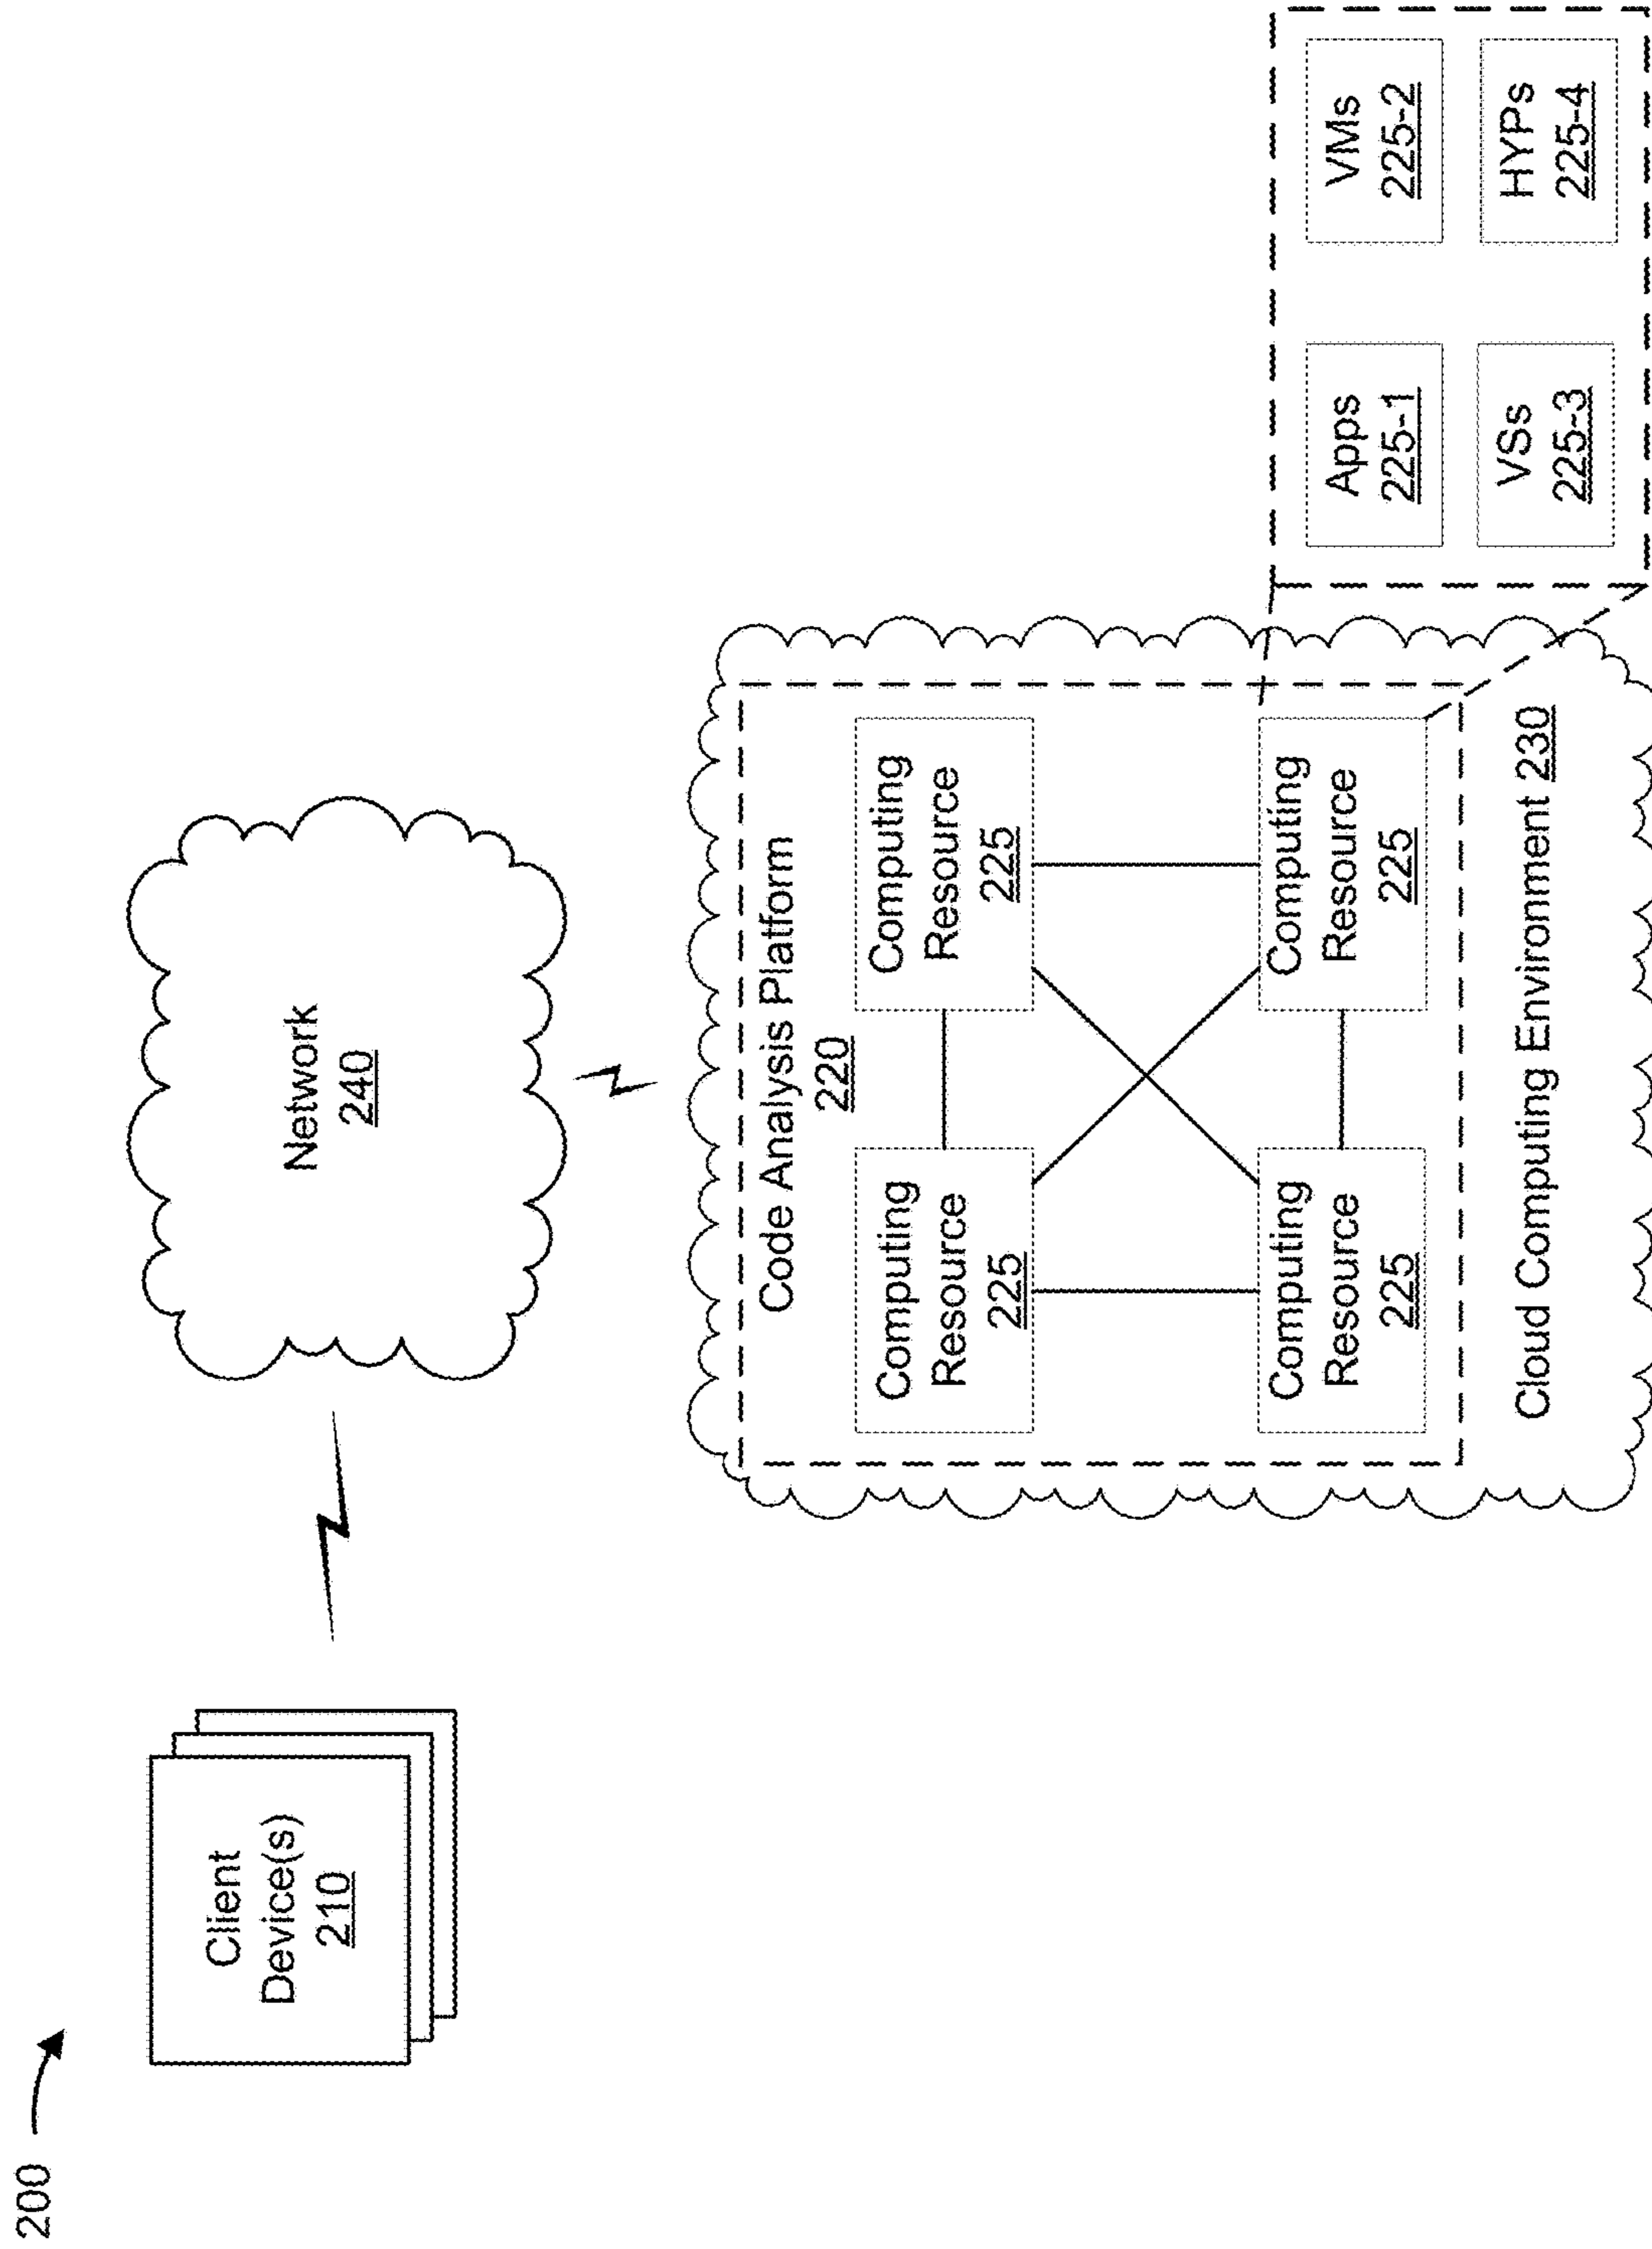 200
Client
Device(s)
210
Network
240
Code Analysis Platform
220
Computing
Resource
225
Computing
Resource
225
Computing
Resource
225
Computing
Resource
225
Cloud Computing Environment 230
Apps
225-1
VMs
225-2
VSs
225-3
HYPs
225-4